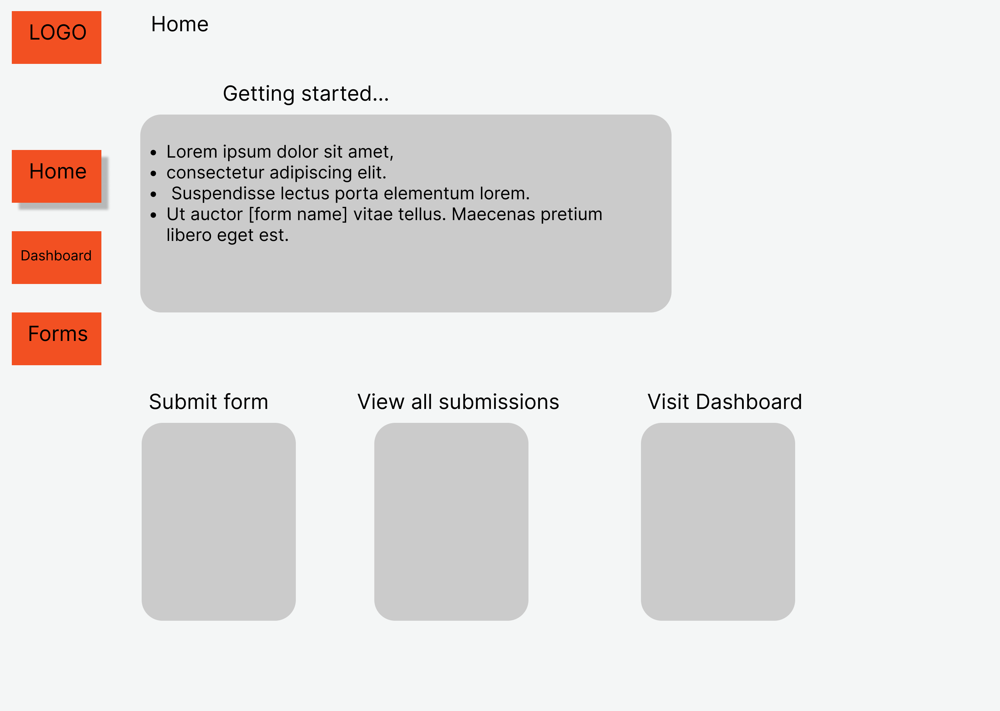 LOGO
Home
Getting started...
Home
• Lorem ipsum dolor sit amet,
• consectetur adipiscing elit.
• Suspendisse lectus porta elementum lorem.
• Ut auctor [form name] vitae tellus. Maecenas pretium
libero eget est.
Dashboard
Forms
Submit form
View all submissions
Visit Dashboard